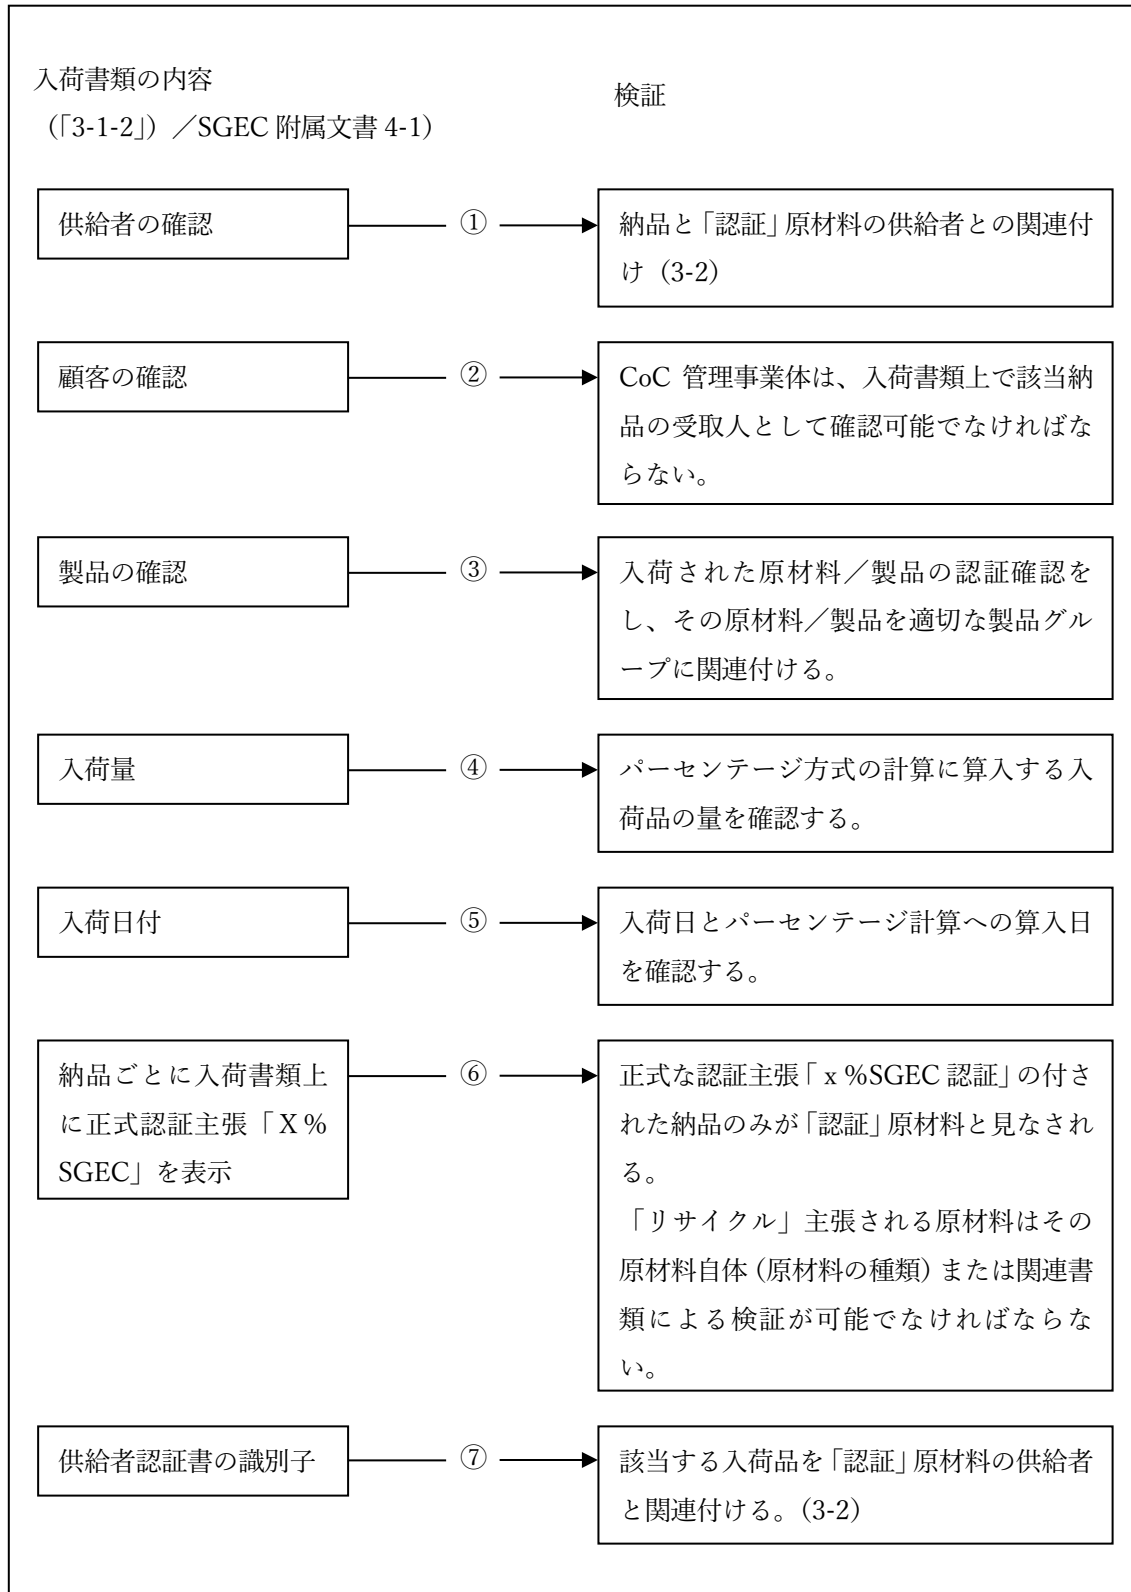 入荷書類の内容
（｢3-1-2｣）／SGEC 附属文書 4-1）
検証
供給者の確認
①
納品と｢認証｣原材料の供給者との関連付
け（3-2）
顧客の確認
②
CoC 管理事業体は、入荷書類上で該当納
品の受取人として確認可能でなければな
らない。
製品の確認
③
入荷された原材料／製品の認証確認を
し、その原材料／製品を適切な製品グル
ープに関連付ける。
入荷量
④
パーセンテージ方式の計算に算入する入
荷品の量を確認する。
入荷日付
⑤
入荷日とパーセンテージ計算への算入日
を確認する。
納品ごとに入荷書類上
に正式認証主張「X％
SGEC」を表示
⑥
正式な認証主張｢ x %SGEC 認証｣の付さ
れた納品のみが｢認証｣原材料と見なされ
る。
「リサイクル」主張される原材料はその
原材料自体（原材料の種類）または関連書
類による検証が可能でなければならな
い。
供給者認証書の識別子
⑦
該当する入荷品を｢認証｣原材料の供給者
と関連付ける。（3-2）